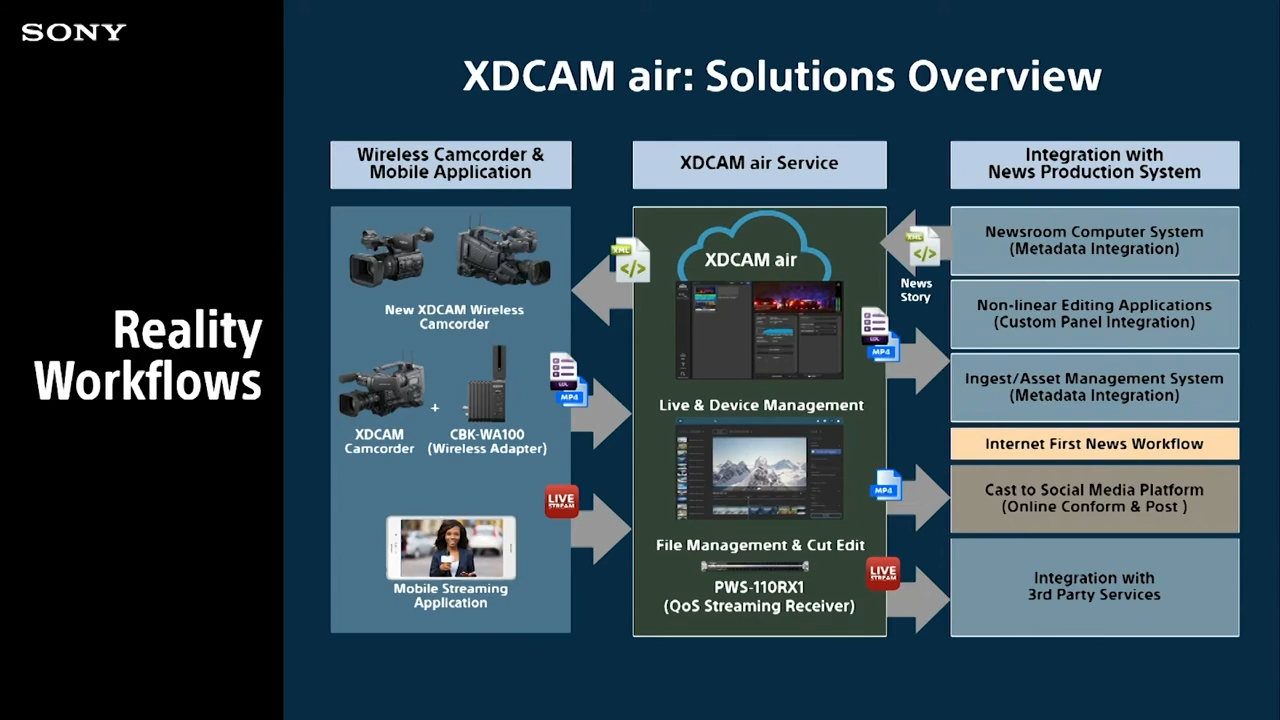 SONY
XDCAM air: Solutions Overview
Reality
Workflows
Wireless Camcorder &
Mobile Application
New XDCAM Wireless
Camcorder
+
XDCAM
Camcorder
CBK-WA100
(Wireless Adapter)
Mobile Streaming
Application
XML
</>
MP4
LIVE
STREAM
XDCAM air Service
XDCAM air
Live & Device Management
File Management & Cut Edit
PWS-110RX1
(QoS Streaming Receiver)
XML
</>
News
Story
MP4
MP4
LIVE
STREAM
Integration with
News Production System
Newsroom Computer System
(Metadata Integration)
Non-linear Editing Applications
(Custom Panel Integration)
Ingest/Asset Management System
(Metadata Integration)
Internet First News Workflow
Cast to Social Media Platform
(Online Conform & Post )
Integration with
3rd Party Services